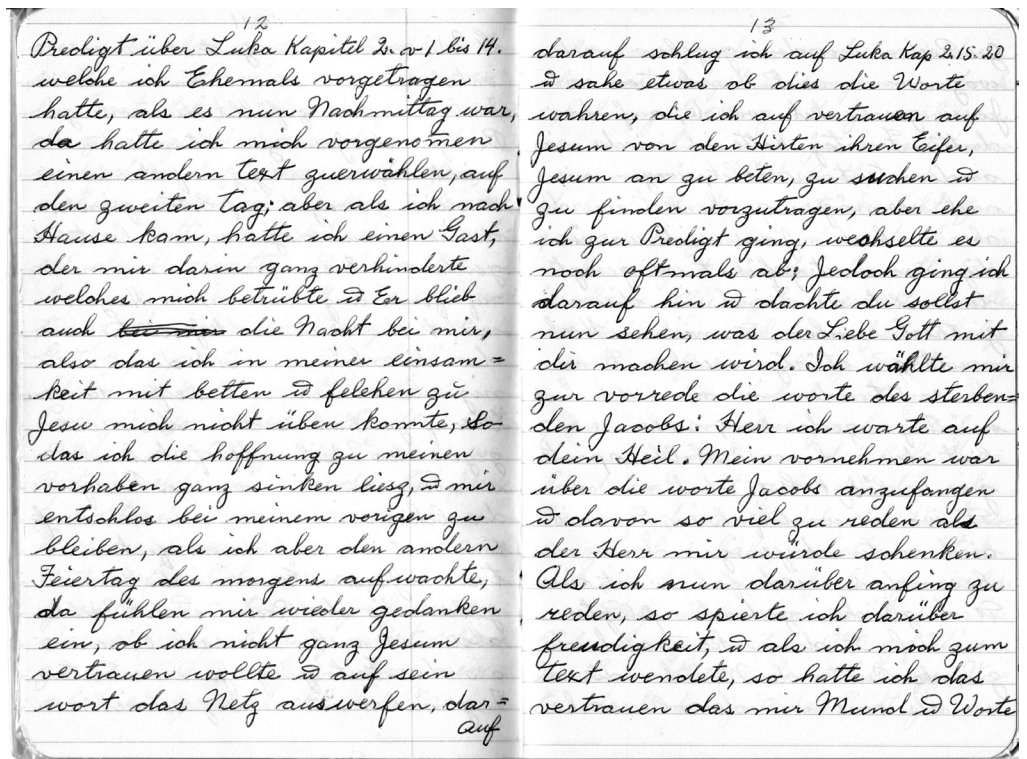 12
Predigt über Luka Kapitel 2. v 1 bis 14.
welche ich Ehemals vorgetragen
hatte, als es nun Nachmittag war,
da hatte ich mich vorgenomen
einen andern text zuerwählen, auf
den zweiten tag; aber als ich nach
Hause kam, hatte ich einen Gast,
der mir darin ganz verhinderte
welches mich betrübte u Er blieb
auch bei mir die Nacht bei mir,
also das ich in meiner einsam=
keit mit betten u felehen zu
Jesu mich nicht üben konnte, So
das ich die hoffnung zu meinen
vorhaben ganz sinken liesz, u mir
entschlos bei meinem vorigen zu
bleiben, als ich aber den andern
Feiertag des morgens aufwachte,
da fühlen mir wieder gedanken
ein, ob ich nicht ganz Jesum
vertrauen wollte u auf sein
wort das Netz auswerfen, dar=
auf
13
darauf schlug ich auf Luka Kap 2.15-20
u sahe etwas ob dies die Worte
wahren, die ich auf vertrauen auf
Jesum von den Hirten ihren Eifer,
Jesum an zu beten, zu suchen u
zu finden vorzutragen, aber ehe
ich zur Predigt ging, wechselte es
noch oftmals ab; Jedoch ging ich
darauf hin u dachte du sollst
nun sehen, was der Liebe Gott mit
dir machen wird. Ich wählte mir
zur vorrede die worte des sterben=
den Jacobs: Herr ich warte auf
dein Heil. Mein vornehmen war
über die worte Jacobs anzufangen
u davon so viel zu reden als
der Herr mir würde schenken.
Als ich nun darüber anfing zu
reden, so spierte ich darüber
freudigkeit, u als ich mich zum
text wendete, so hatte ich das
vertrauen das mir Mund u Worte